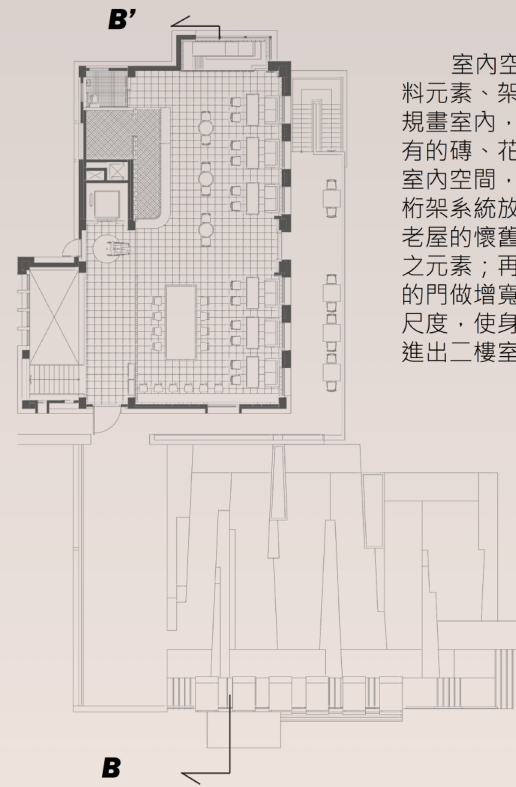 B’
室內空
料元素、架
規畫室內，
有的磚、花
室內空間，
桁架系統放
老屋的懷舊
之元素；再
的門做增寬
尺度，使身
進出二樓室
B